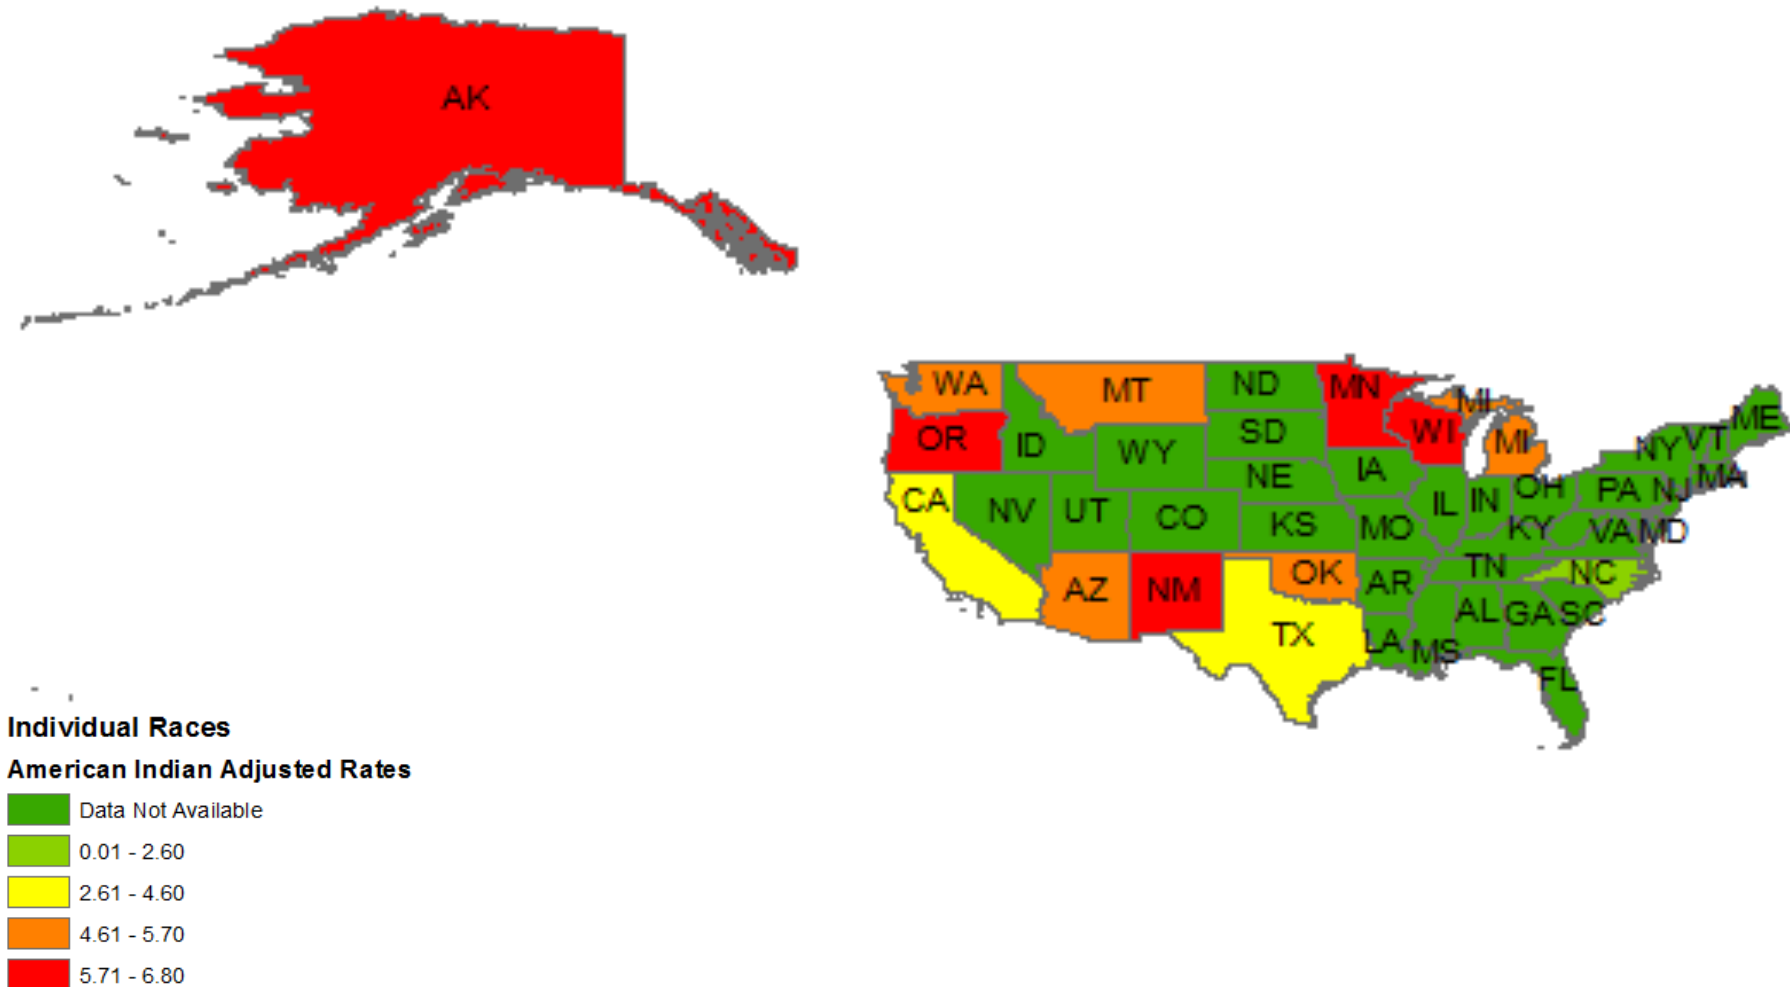 AK
WA
MT
ND
MN
MI
ME
OR
ID
SD
WI
MI
NY
VT
WY
IA
NE
MA
CA
NV
UT
CO
KS
IL
IN
OH
PA
NJ
MO
KY
VA
MD
AZ
NM
OK
AR
TN
NC
TX
LA
MS
AL
GA
SC
FL
Individual Races
American Indian Adjusted Rates
Data Not Available
0.01 - 2.60
2.61 - 4.60
4.61 - 5.70
5.71 - 6.80